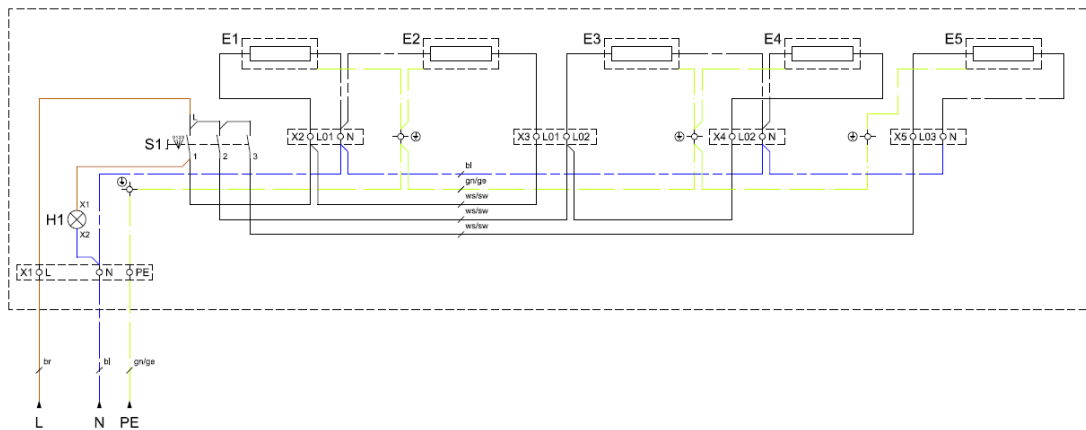 E1 E2 E3 E4 E5
L
S1 0123 1 2 3
X2 L01 N X3 L01 L02 X4 L02 N X5 L03 N
bl
gn/ge
ws/sw
ws/sw
ws/sw
H1 X1
X2
X1 L N PE
br bl gn/ge
L N PE